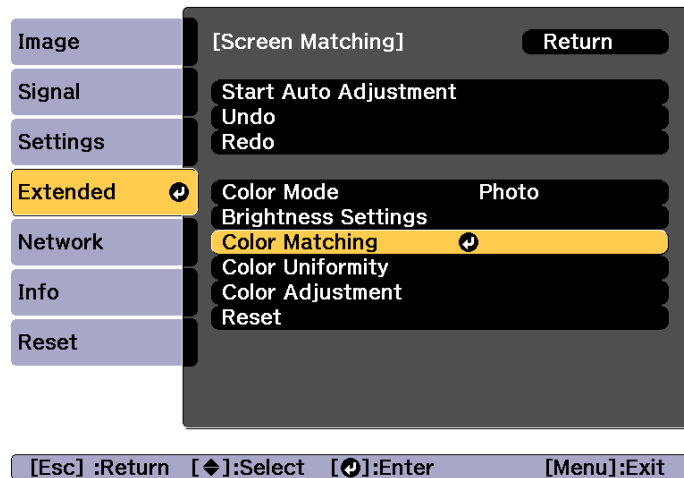 Image
Signal
Settings
Extended
Network
Info
Reset
[Screen Matching] Return
Start Auto Adjustment
Undo
Redo
Color Mode Photo
Brightness Settings
Color Matching
Color Uniformity
Color Adjustment
Reset
[Esc] :Return [◆]:Select [⏎]:Enter [Menu]:Exit